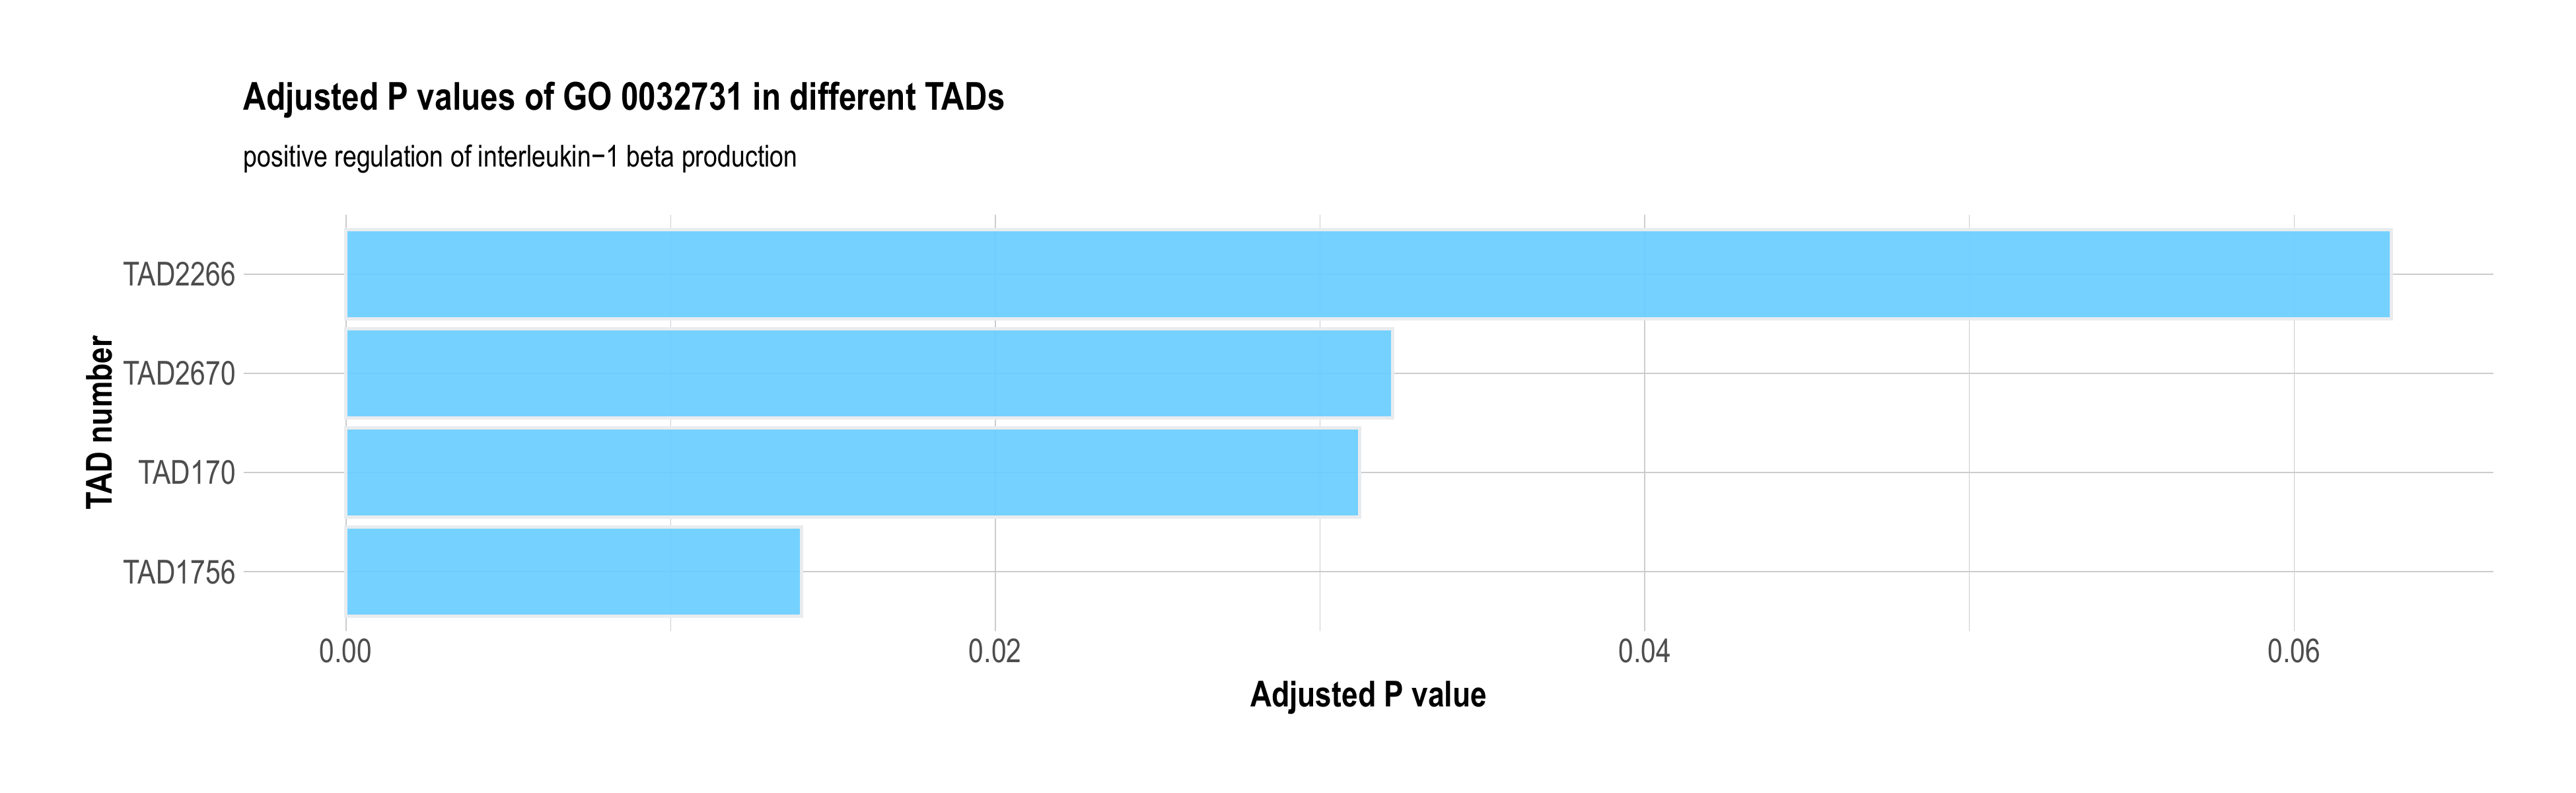 Adjusted P values of GO 0032731 in different TADs
positive regulation of interleukin−1 beta production
TAD number
TAD2266
TAD2670
TAD170
TAD1756
0.00 0.02 0.04 0.06
Adjusted P value